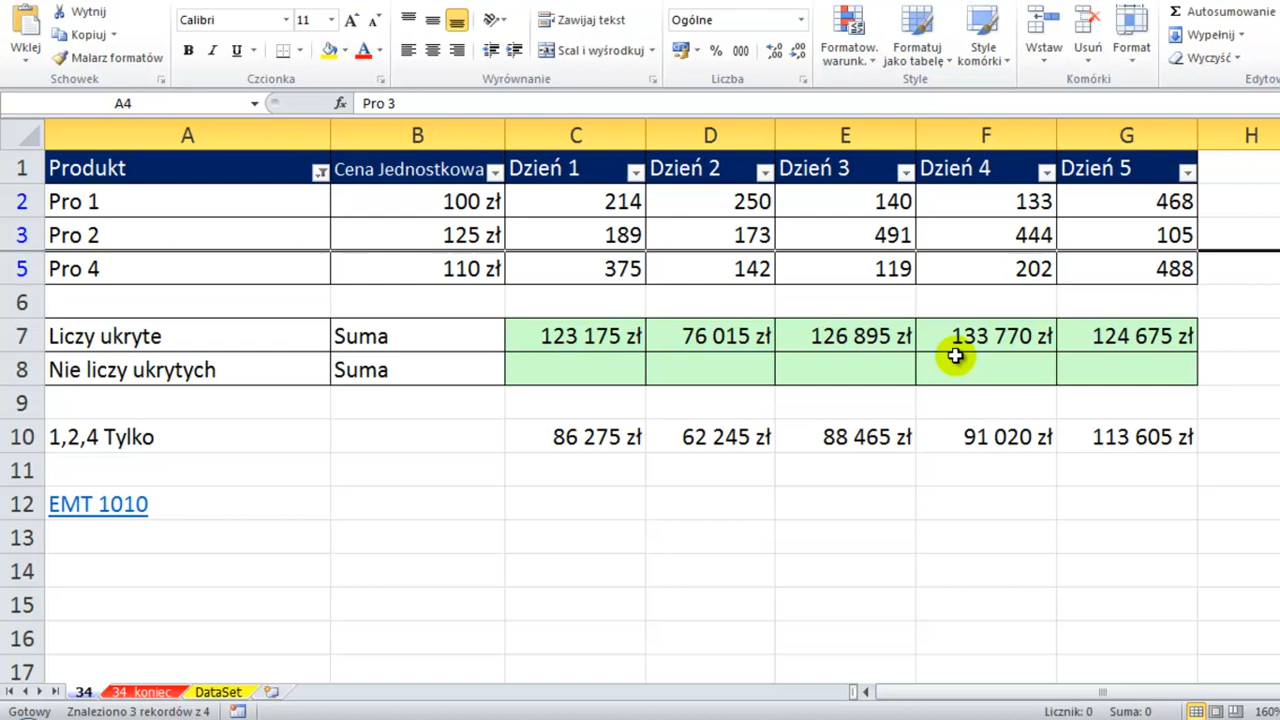 Wytnij Calibri 11 Zawijaj tekst Ogólne Autosumowanie
Wklej Kopiuj Wypełnij
Malarz formatów B I U A Scal i wyśrodkuj % 000 Formatow. warunk. Formatuj jako tabelę Style komórki Wstaw Usuń Format Wyczyść
Schowek Czcionka Wyrównanie Liczba Style Komórki Edyto
A4 fx Pro 3
A B C D E F G H
1 Produkt Cena Jednostkowa Dzień 1 Dzień 2 Dzień 3 Dzień 4 Dzień 5
2 Pro 1 100 zł 214 250 140 133 468
3 Pro 2 125 zł 189 173 491 444 105
5 Pro 4 110 zł 375 142 119 202 488
6
7 Liczy ukryte Suma 123 175 zł 76 015 zł 126 895 zł 133 770 zł 124 675 zł
8 Nie liczy ukrytych Suma
9
10 1,2,4 Tylko 86 275 zł 62 245 zł 88 465 zł 91 020 zł 113 605 zł
11
12 EMT 1010
13
14
15
16
17
34 34_koniec DataSet
Gotowy Znaleziono 3 rekordów z 4 Licznik: 0 Suma: 0 160%